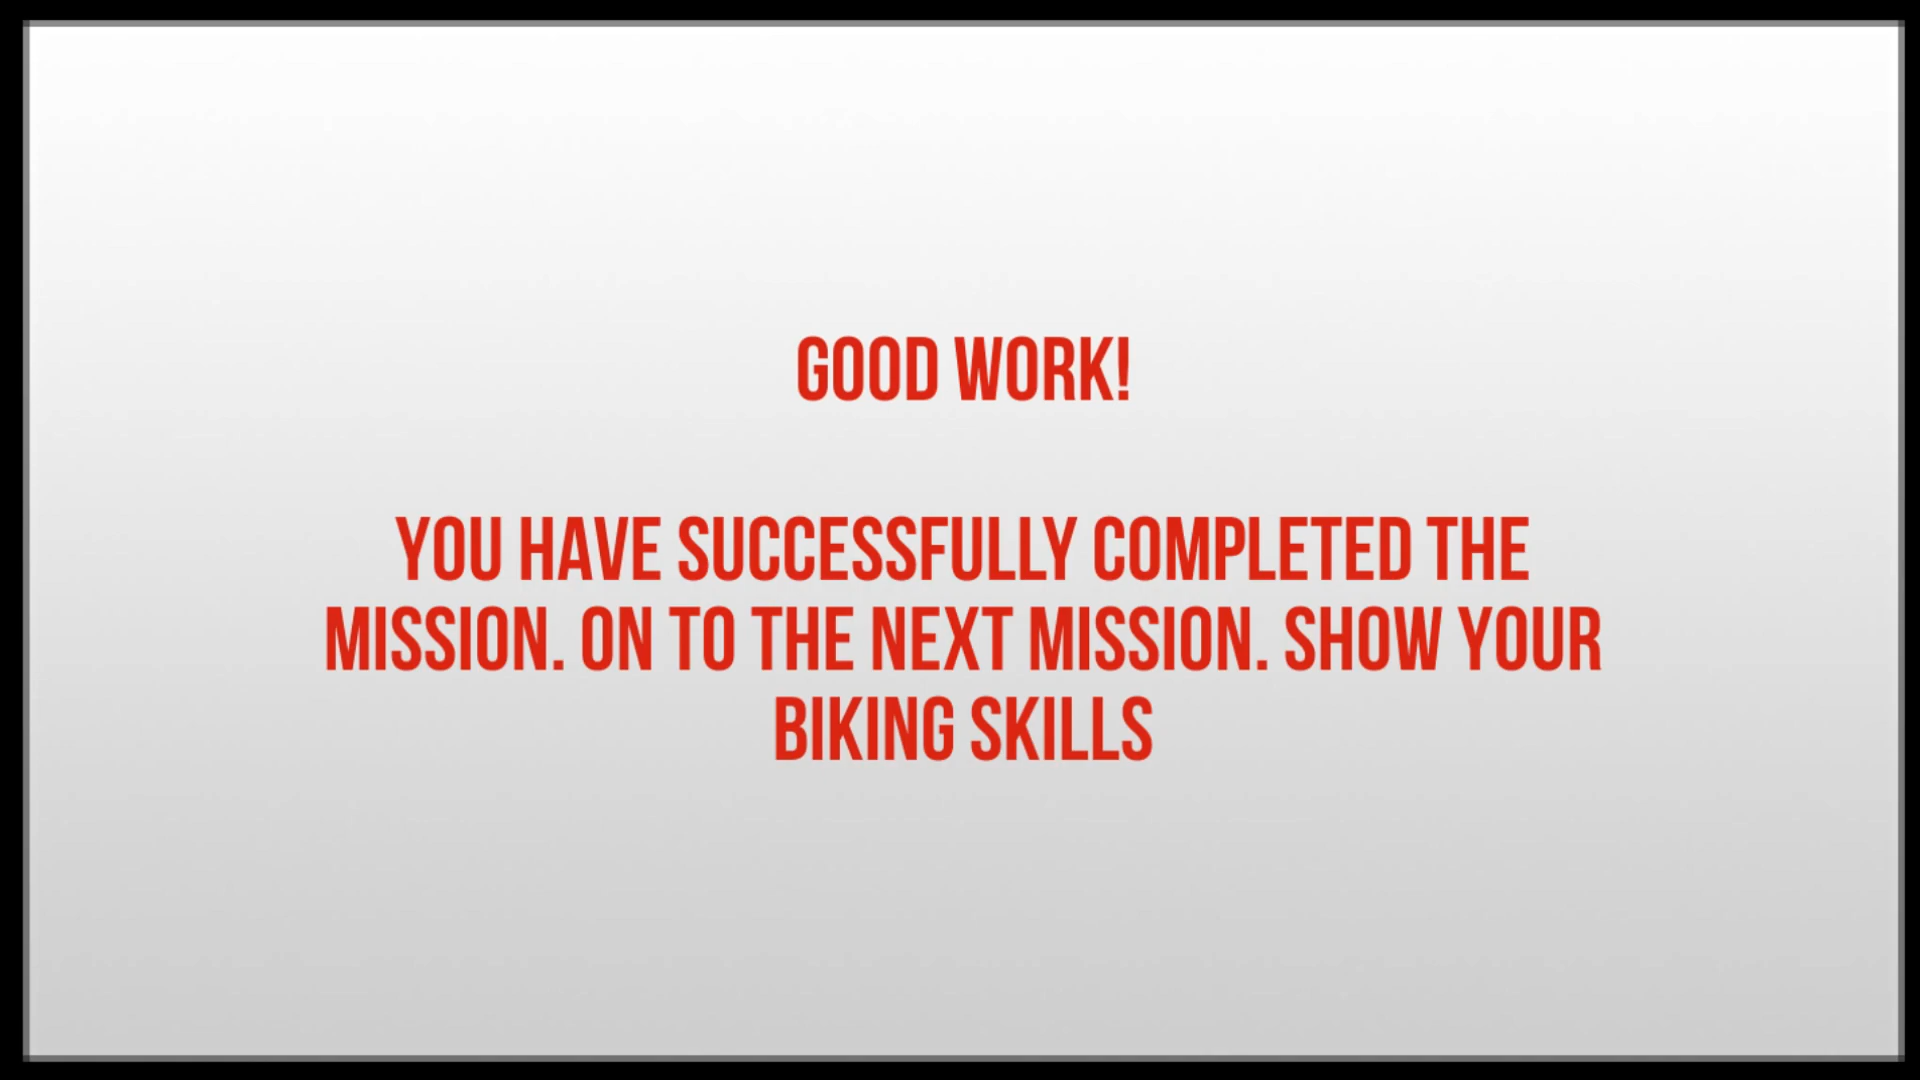 GOOD WORK!
YOU HAVE SUCCESSFULLY COMPLETED THE
MISSION. ON TO THE NEXT MISSION. SHOW YOUR
BIKING SKILLS